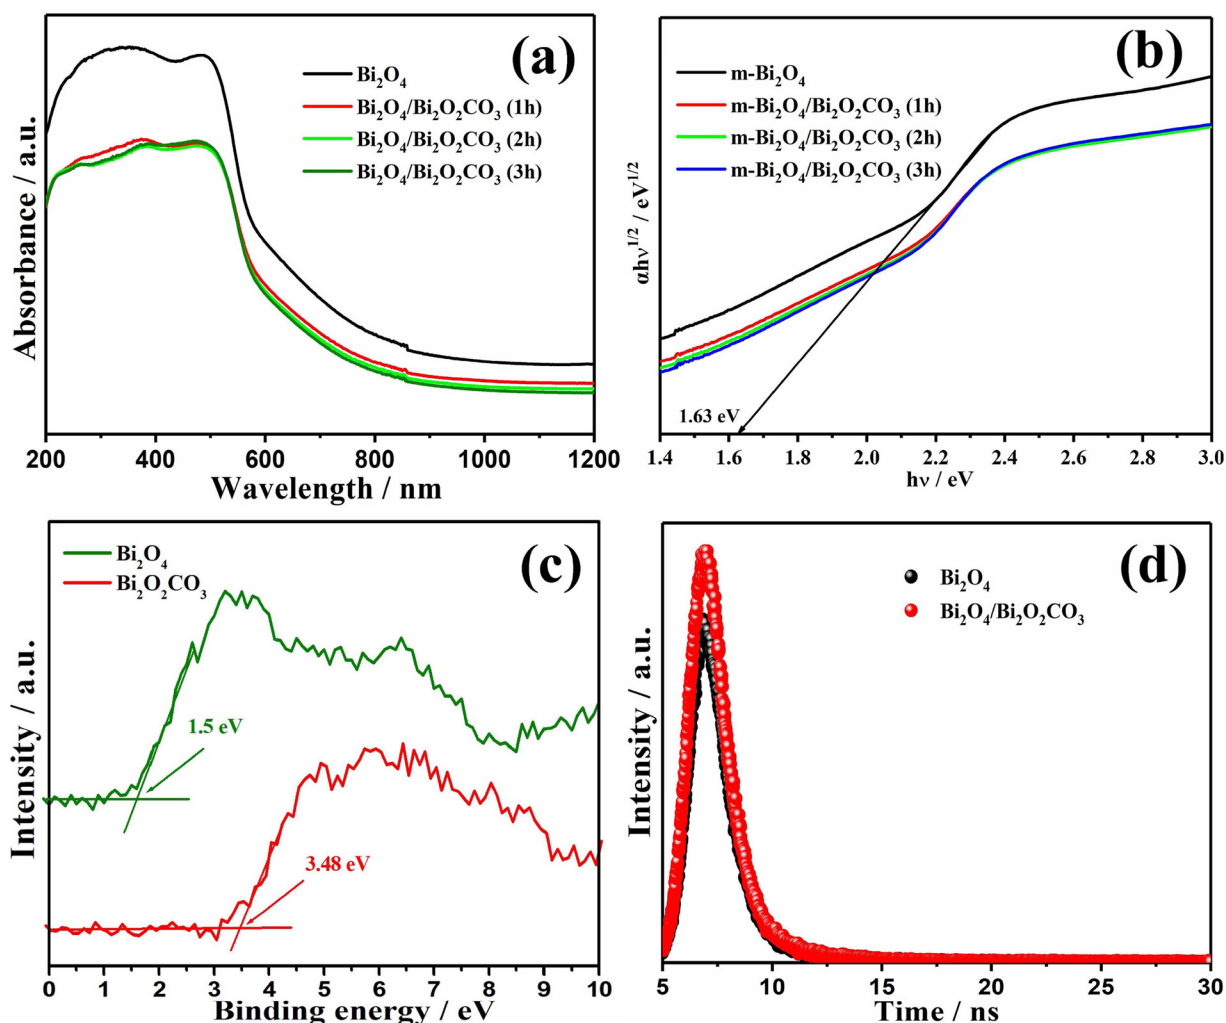 (a)
Bi₂O₄
Bi₂O₄/Bi₂O₂CO₃ (1h)
Bi₂O₄/Bi₂O₂CO₃ (2h)
Bi₂O₄/Bi₂O₂CO₃ (3h)
Absorbance / a.u.
200 400 600 800 1000 1200
Wavelength / nm
(b)
m-Bi₂O₄
m-Bi₂O₄/Bi₂O₂CO₃ (1h)
m-Bi₂O₄/Bi₂O₂CO₃ (2h)
m-Bi₂O₄/Bi₂O₂CO₃ (3h)
αhν¹ᐟ² / eV¹ᐟ²
1.63 eV
1.4 1.6 1.8 2.0 2.2 2.4 2.6 2.8 3.0
hν / eV
(c)
Bi₂O₄
Bi₂O₂CO₃
1.5 eV
3.48 eV
Intensity / a.u.
0 1 2 3 4 5 6 7 8 9 10
Binding energy / eV
(d)
Bi₂O₄
Bi₂O₄/Bi₂O₂CO₃
Intensity / a.u.
5 10 15 20 25 30
Time / ns